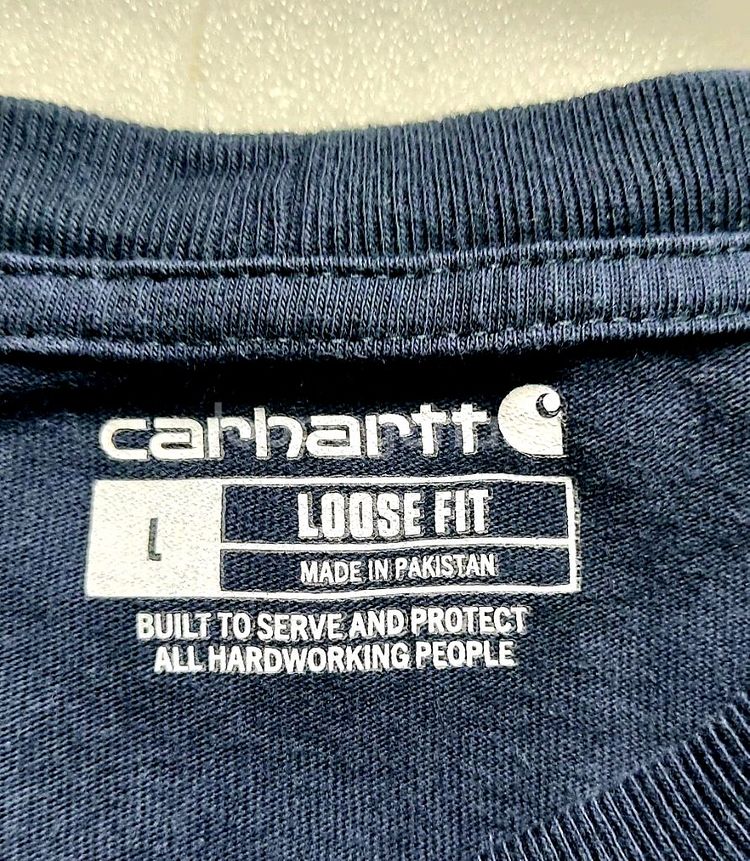 carhartt
L
LOOSE FIT
MADE IN PAKISTAN
BUILT TO SERVE AND PROTECT
ALL HARDWORKING PEOPLE